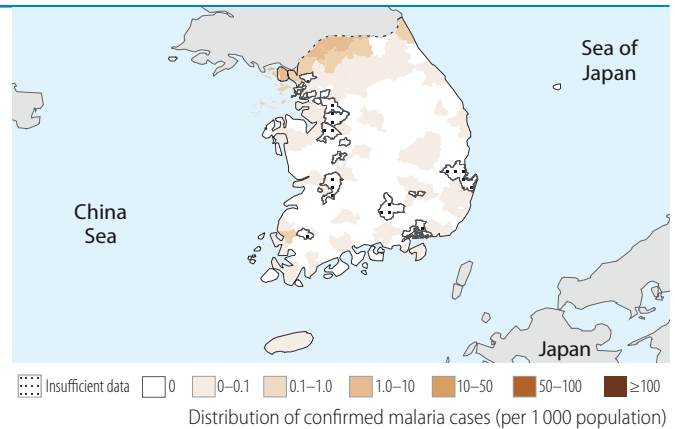 Sea of
Japan
China
Sea
Japan
Insufficient data 0 0–0.1 0.1–1.0 1.0–10 10–50 50–100 ≥100
Distribution of confirmed malaria cases (per 1 000 population)